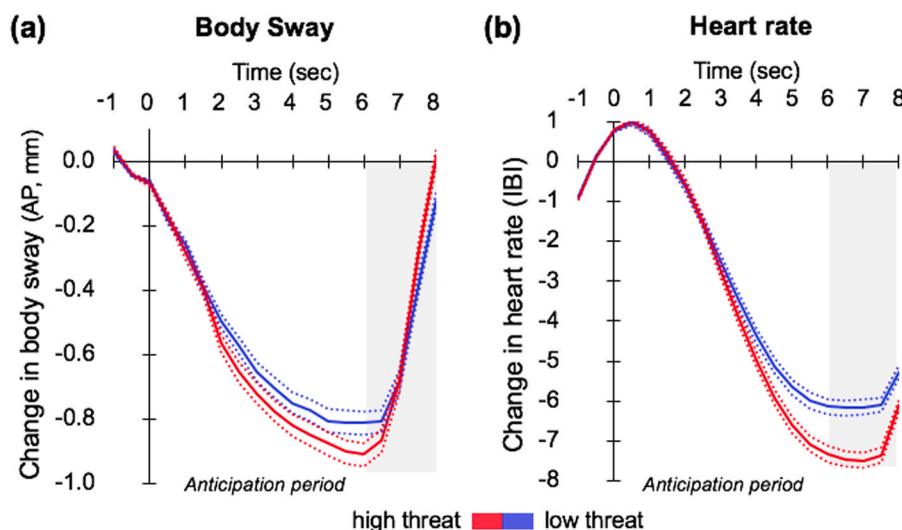 (a) Body Sway
Time (sec)
-1 0 1 2 3 4 5 6 7 8
0.0
-0.2
-0.4
-0.6
-0.8
-1.0
Change in body sway (AP, mm)
Anticipation period
(b) Heart rate
Time (sec)
-1 0 1 2 3 4 5 6 7 8
1
0
-1
-2
-3
-4
-5
-6
-7
-8
Change in heart rate (IBI)
Anticipation period
high threat low threat